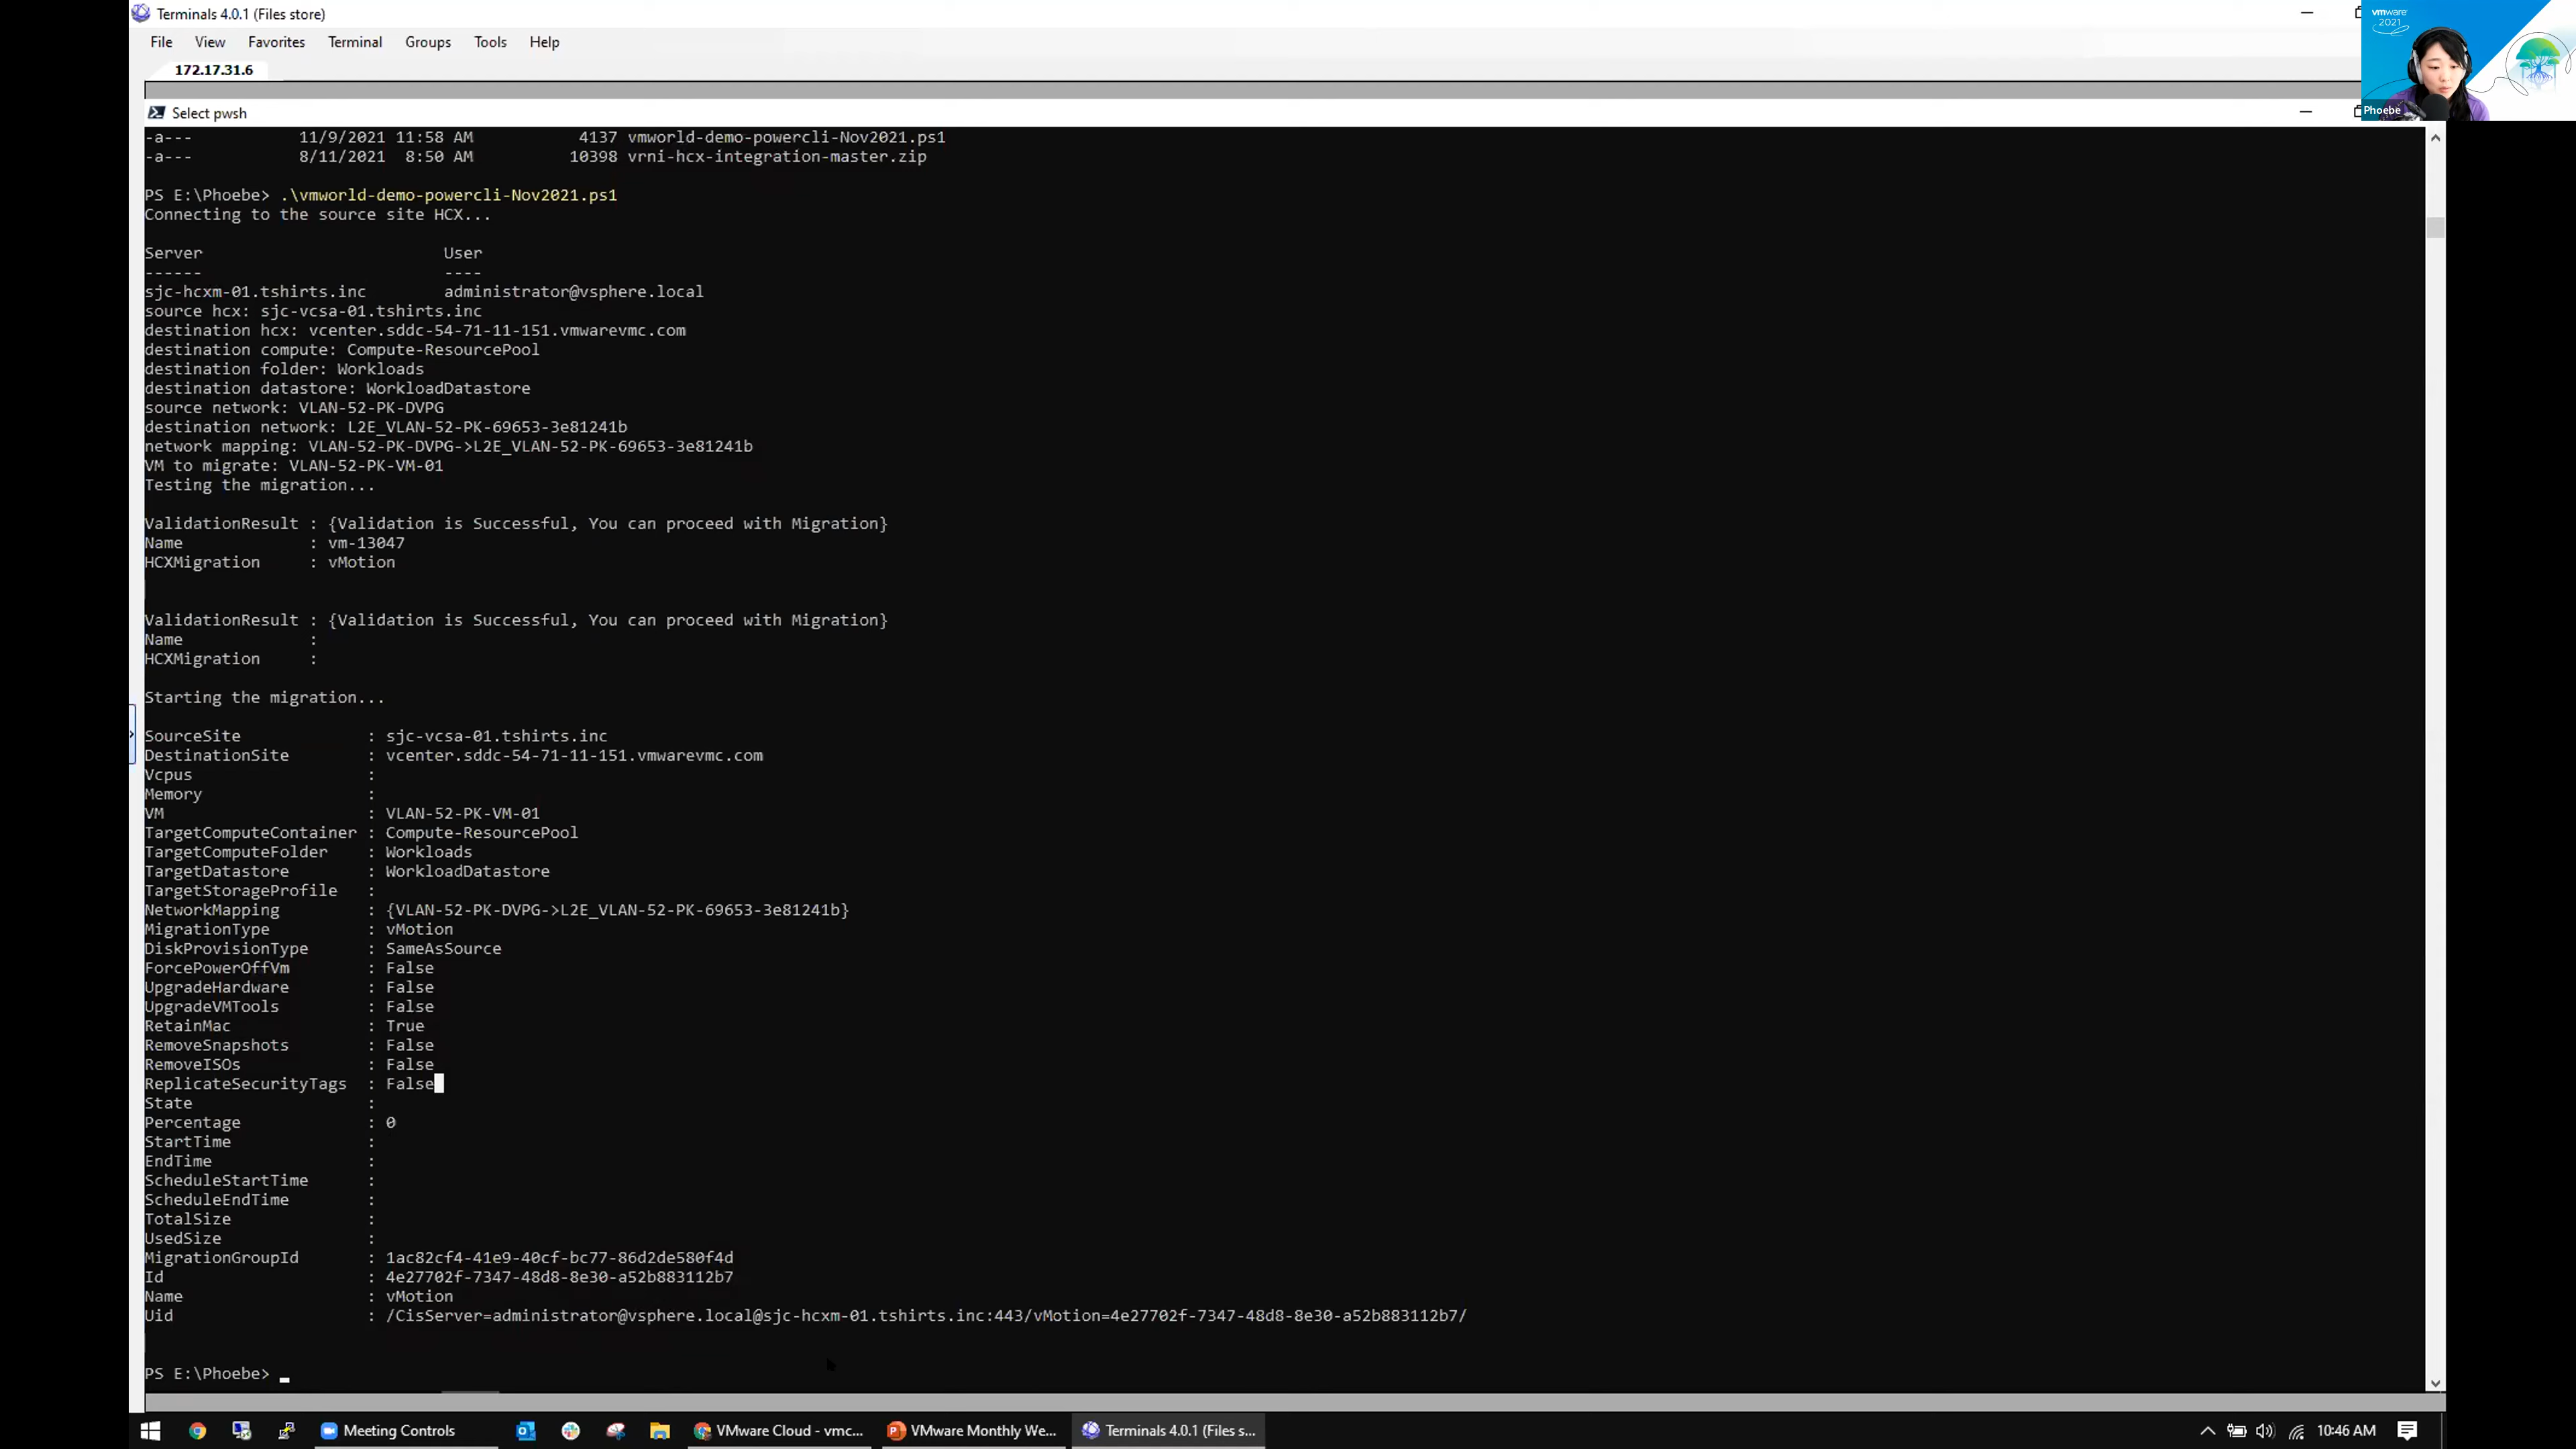 Terminals 4.0.1 (Files store)
File View Favorites Terminal Groups Tools Help
172.17.31.6
Select pwsh
vmware
2021
Phoebe
-a--- 11/9/2021 11:58 AM 4137 vmworld-demo-powercli-Nov2021.ps1
-a--- 8/11/2021 8:50 AM 10398 vrni-hcx-integration-master.zip
PS E:\Phoebe> .\vmworld-demo-powercli-Nov2021.ps1
Connecting to the source site HCX...
Server User
------ ----
sjc-hcxm-01.tshirts.inc administrator@vsphere.local
source hcx: sjc-vcsa-01.tshirts.inc
destination hcx: vcenter.sddc-54-71-11-151.vmwarevmc.com
destination compute: Compute-ResourcePool
destination folder: Workloads
destination datastore: WorkloadDatastore
source network: VLAN-52-PK-DVPG
destination network: L2E_VLAN-52-PK-69653-3e81241b
network mapping: VLAN-52-PK-DVPG->L2E_VLAN-52-PK-69653-3e81241b
VM to migrate: VLAN-52-PK-VM-01
Testing the migration...
ValidationResult : {Validation is Successful, You can proceed with Migration}
Name : vm-13047
HCXMigration : vMotion
ValidationResult : {Validation is Successful, You can proceed with Migration}
Name :
HCXMigration :
Starting the migration...
SourceSite : sjc-vcsa-01.tshirts.inc
DestinationSite : vcenter.sddc-54-71-11-151.vmwarevmc.com
Vcpus :
Memory :
VM : VLAN-52-PK-VM-01
TargetComputeContainer : Compute-ResourcePool
TargetComputeFolder : Workloads
TargetDatastore : WorkloadDatastore
TargetStorageProfile :
NetworkMapping : {VLAN-52-PK-DVPG->L2E_VLAN-52-PK-69653-3e81241b}
MigrationType : vMotion
DiskProvisionType : SameAsSource
ForcePowerOffVm : False
UpgradeHardware : False
UpgradeVMTools : False
RetainMac : True
RemoveSnapshots : False
RemoveISOs : False
ReplicateSecurityTags : False
State :
Percentage : 0
StartTime :
EndTime :
ScheduleStartTime :
ScheduleEndTime :
TotalSize :
UsedSize :
MigrationGroupId : 1ac82cf4-41e9-40cf-bc77-86d2de580f4d
Id : 4e27702f-7347-48d8-8e30-a52b883112b7
Name : vMotion
Uid : /CisServer=administrator@vsphere.local@sjc-hcxm-01.tshirts.inc:443/vMotion=4e27702f-7347-48d8-8e30-a52b883112b7/
PS E:\Phoebe>
Meeting Controls VMware Cloud - vmc... VMware Monthly We... Terminals 4.0.1 (Files s... 10:46 AM